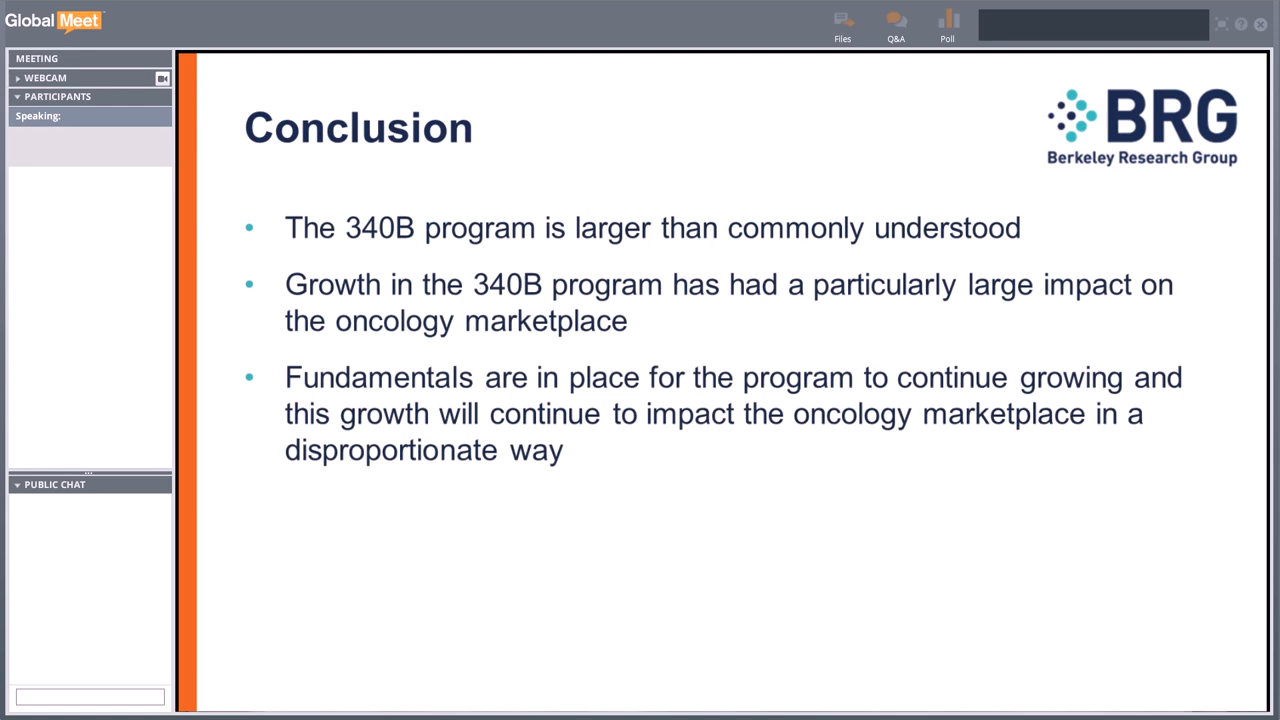 Global Meet
Files
Q&A
Poll
MEETING
WEBCAM
PARTICIPANTS
Speaking:
PUBLIC CHAT
Conclusion
BRG
Berkeley Research Group
• The 340B program is larger than commonly understood
• Growth in the 340B program has had a particularly large impact on
the oncology marketplace
• Fundamentals are in place for the program to continue growing and
this growth will continue to impact the oncology marketplace in a
disproportionate way